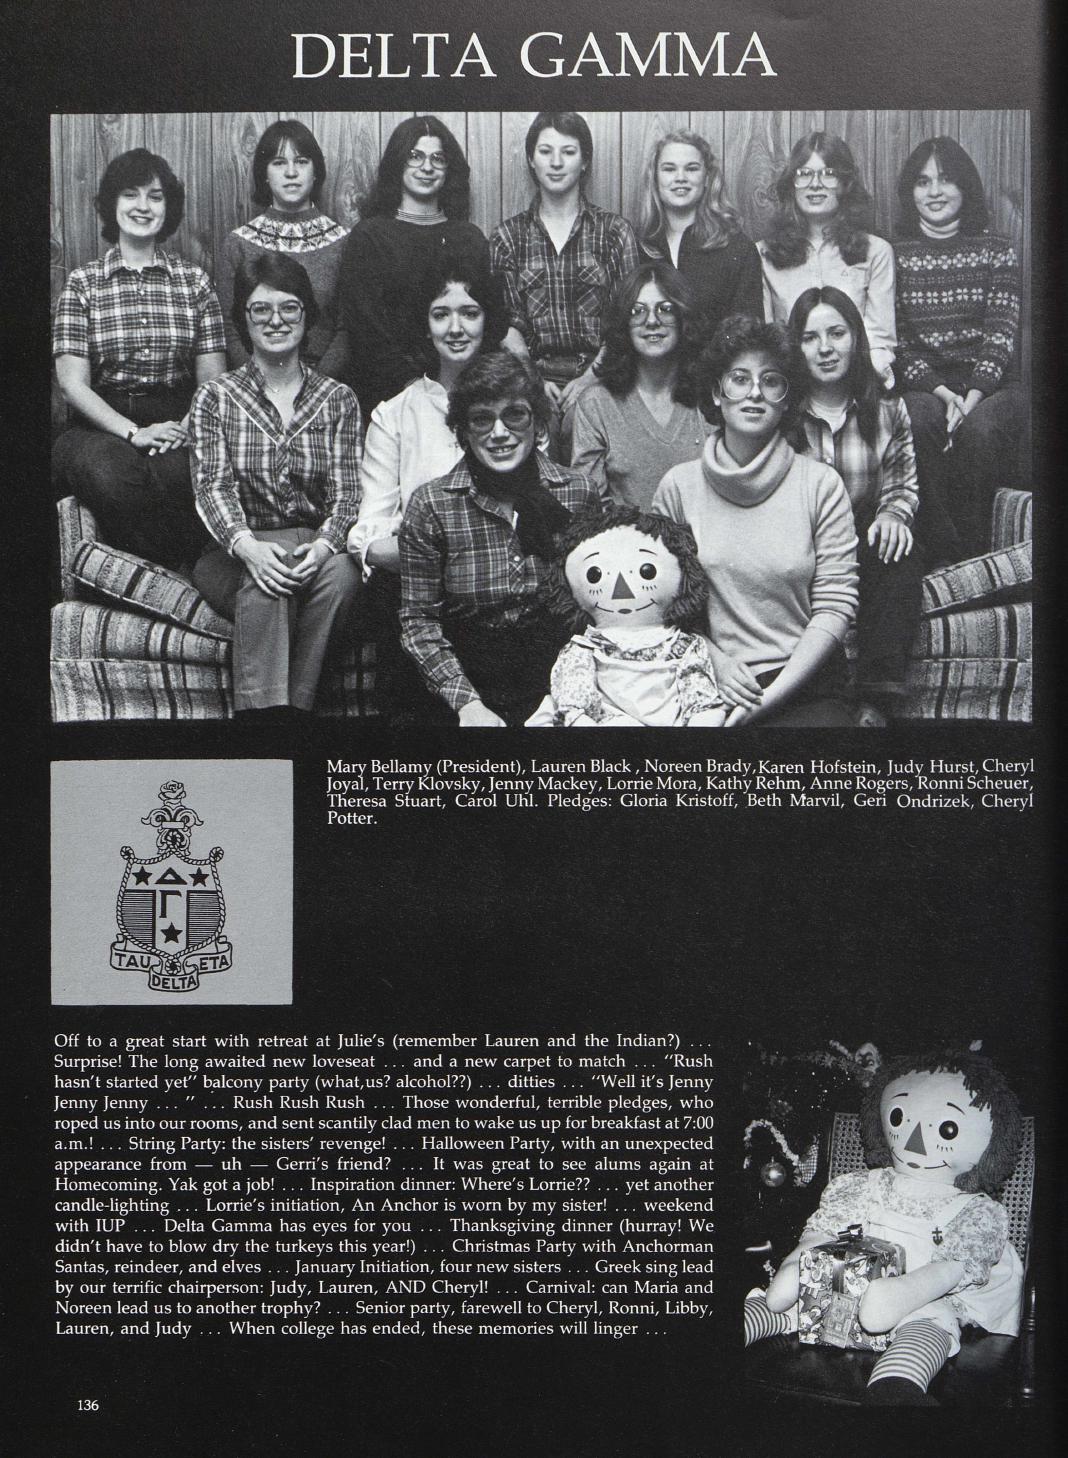 DELTA GAMMA
Mary Bellamy (President), Lauren Black , Noreen Brady, Karen Hofstein, Judy Hurst, Cheryl
Joyal, Terry Klovsky, Jenny Mackey, Lorrie Mora, Kathy Rehm, Anne Rogers, Ronni Scheuer,
Theresa Stuart, Carol Uhl. Pledges: Gloria Kristoff, Beth Marvil, Geri Ondrizek, Cheryl
Potter.
Δ
Γ
TAU ETA
DELTA
Off to a great start with retreat at Julie's (remember Lauren and the Indian?) ...
Surprise! The long awaited new loveseat ... and a new carpet to match ... "Rush
hasn't started yet" balcony party (what,us? alcohol??) ... ditties ... "Well it's Jenny
Jenny Jenny ... " ... Rush Rush Rush ... Those wonderful, terrible pledges, who
roped us into our rooms, and sent scantily clad men to wake us up for breakfast at 7:00
a.m.! ... String Party: the sisters' revenge! ... Halloween Party, with an unexpected
appearance from — uh — Gerri's friend? ... It was great to see alums again at
Homecoming. Yak got a job! ... Inspiration dinner: Where's Lorrie?? ... yet another
candle-lighting ... Lorrie's initiation, An Anchor is worn by my sister! ... weekend
with IUP ... Delta Gamma has eyes for you ... Thanksgiving dinner (hurray! We
didn't have to blow dry the turkeys this year!) ... Christmas Party with Anchorman
Santas, reindeer, and elves ... January Initiation, four new sisters ... Greek sing lead
by our terrific chairperson: Judy, Lauren, AND Cheryl! ... Carnival: can Maria and
Noreen lead us to another trophy? ... Senior party, farewell to Cheryl, Ronni, Libby,
Lauren, and Judy ... When college has ended, these memories will linger ...
136